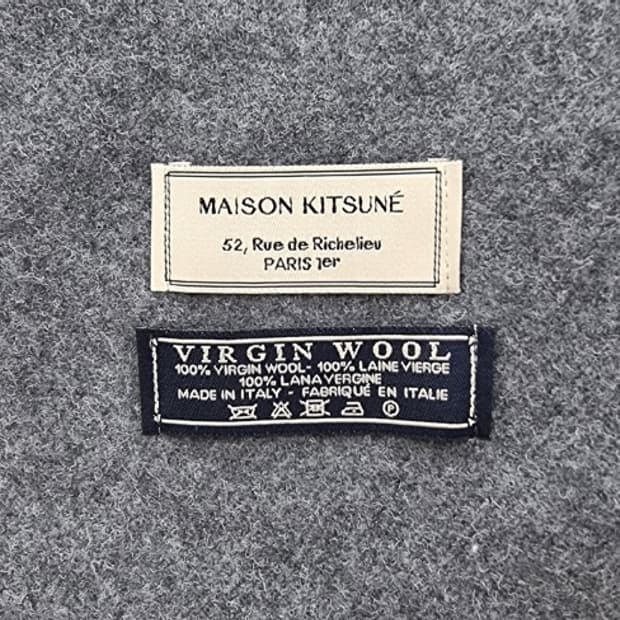 MAISON KITSUNÉ
52, Rue de Richelieu
PARIS 1er
VIRGIN WOOL
100% VIRGIN WOOL- 100% LAINE VIERGE
100% LANA VERGINE
MADE IN ITALY - FABRIQUÉ EN ITALIE
P